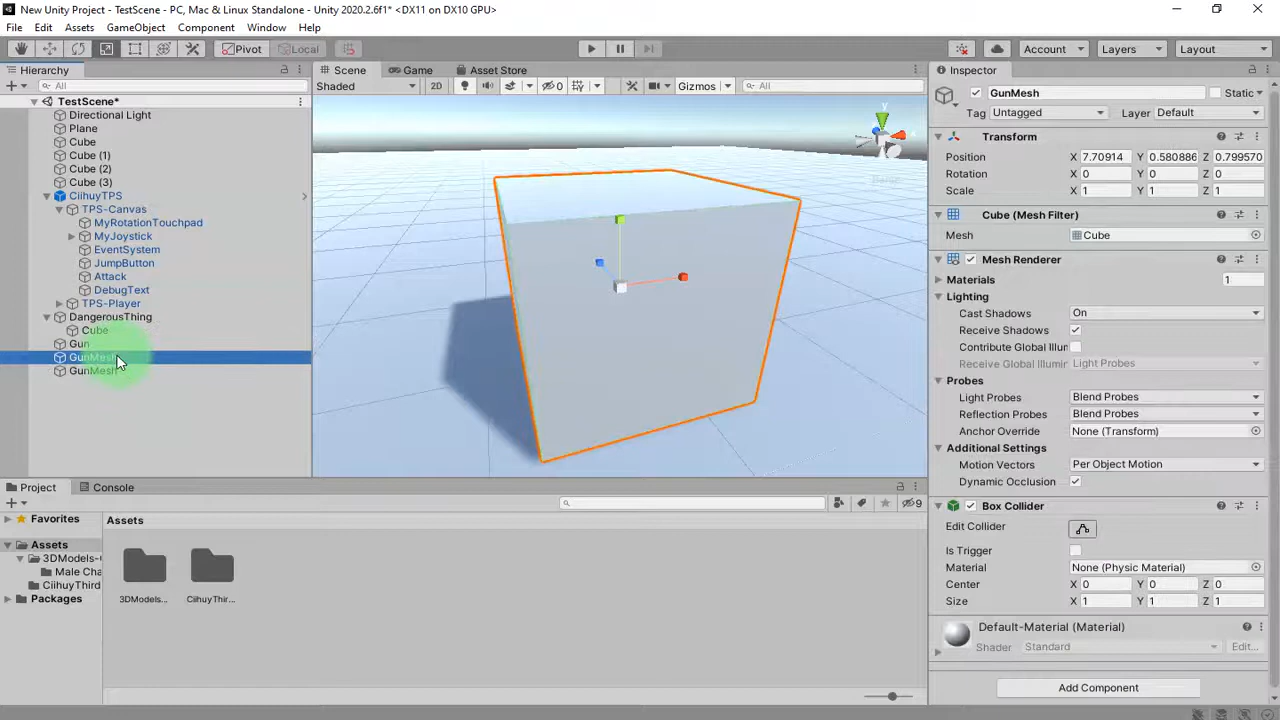 New Unity Project - TestScene - PC, Mac & Linux Standalone - Unity 2020.2.6f1* <DX11 on DX10 GPU>
File Edit Assets GameObject Component Window Help
Pivot Local Account Layers Layout
Hierarchy
All
TestScene*
Directional Light
Plane
Cube
Cube (1)
Cube (2)
Cube (3)
CiihuyTPS
TPS-Canvas
MyRotationTouchpad
MyJoystick
EventSystem
JumpButton
Attack
DebugText
TPS-Player
DangerousThing
Cube
Gun
GunMesh
GunMesh
Scene Game Asset Store
Shaded 2D 0 Gizmos All
y
Project Console
9
Favorites
Assets
3DModels-
Male Cha
CiihuyThird
Packages
Assets
3DModels...
CiihuyThir...
Inspector
GunMesh Static
Tag Untagged Layer Default
Transform
Position X 7.70914 Y 0.580886 Z 0.799570
Rotation X 0 Y 0 Z 0
Scale X 1 Y 1 Z 1
Cube (Mesh Filter)
Mesh Cube
Mesh Renderer
Materials 1
Lighting
Cast Shadows On
Receive Shadows
Contribute Global Illum
Receive Global Illumin Light Probes
Probes
Light Probes Blend Probes
Reflection Probes Blend Probes
Anchor Override None (Transform)
Additional Settings
Motion Vectors Per Object Motion
Dynamic Occlusion
Box Collider
Edit Collider
Is Trigger
Material None (Physic Material)
Center X 0 Y 0 Z 0
Size X 1 Y 1 Z 1
Default-Material (Material)
Shader Standard Edit...
Add Component